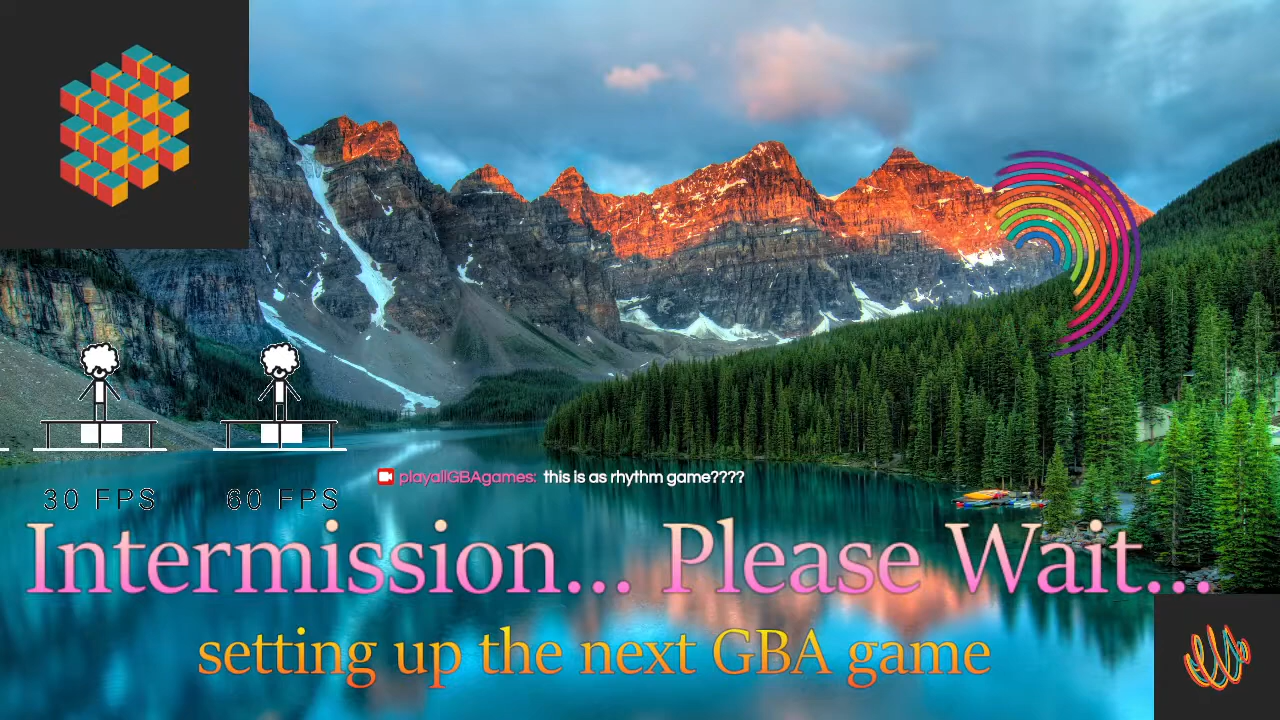 playallGBAgames: this is as rhythm game????
30 FPS 60 FPS
Intermission... Please Wait...
setting up the next GBA game